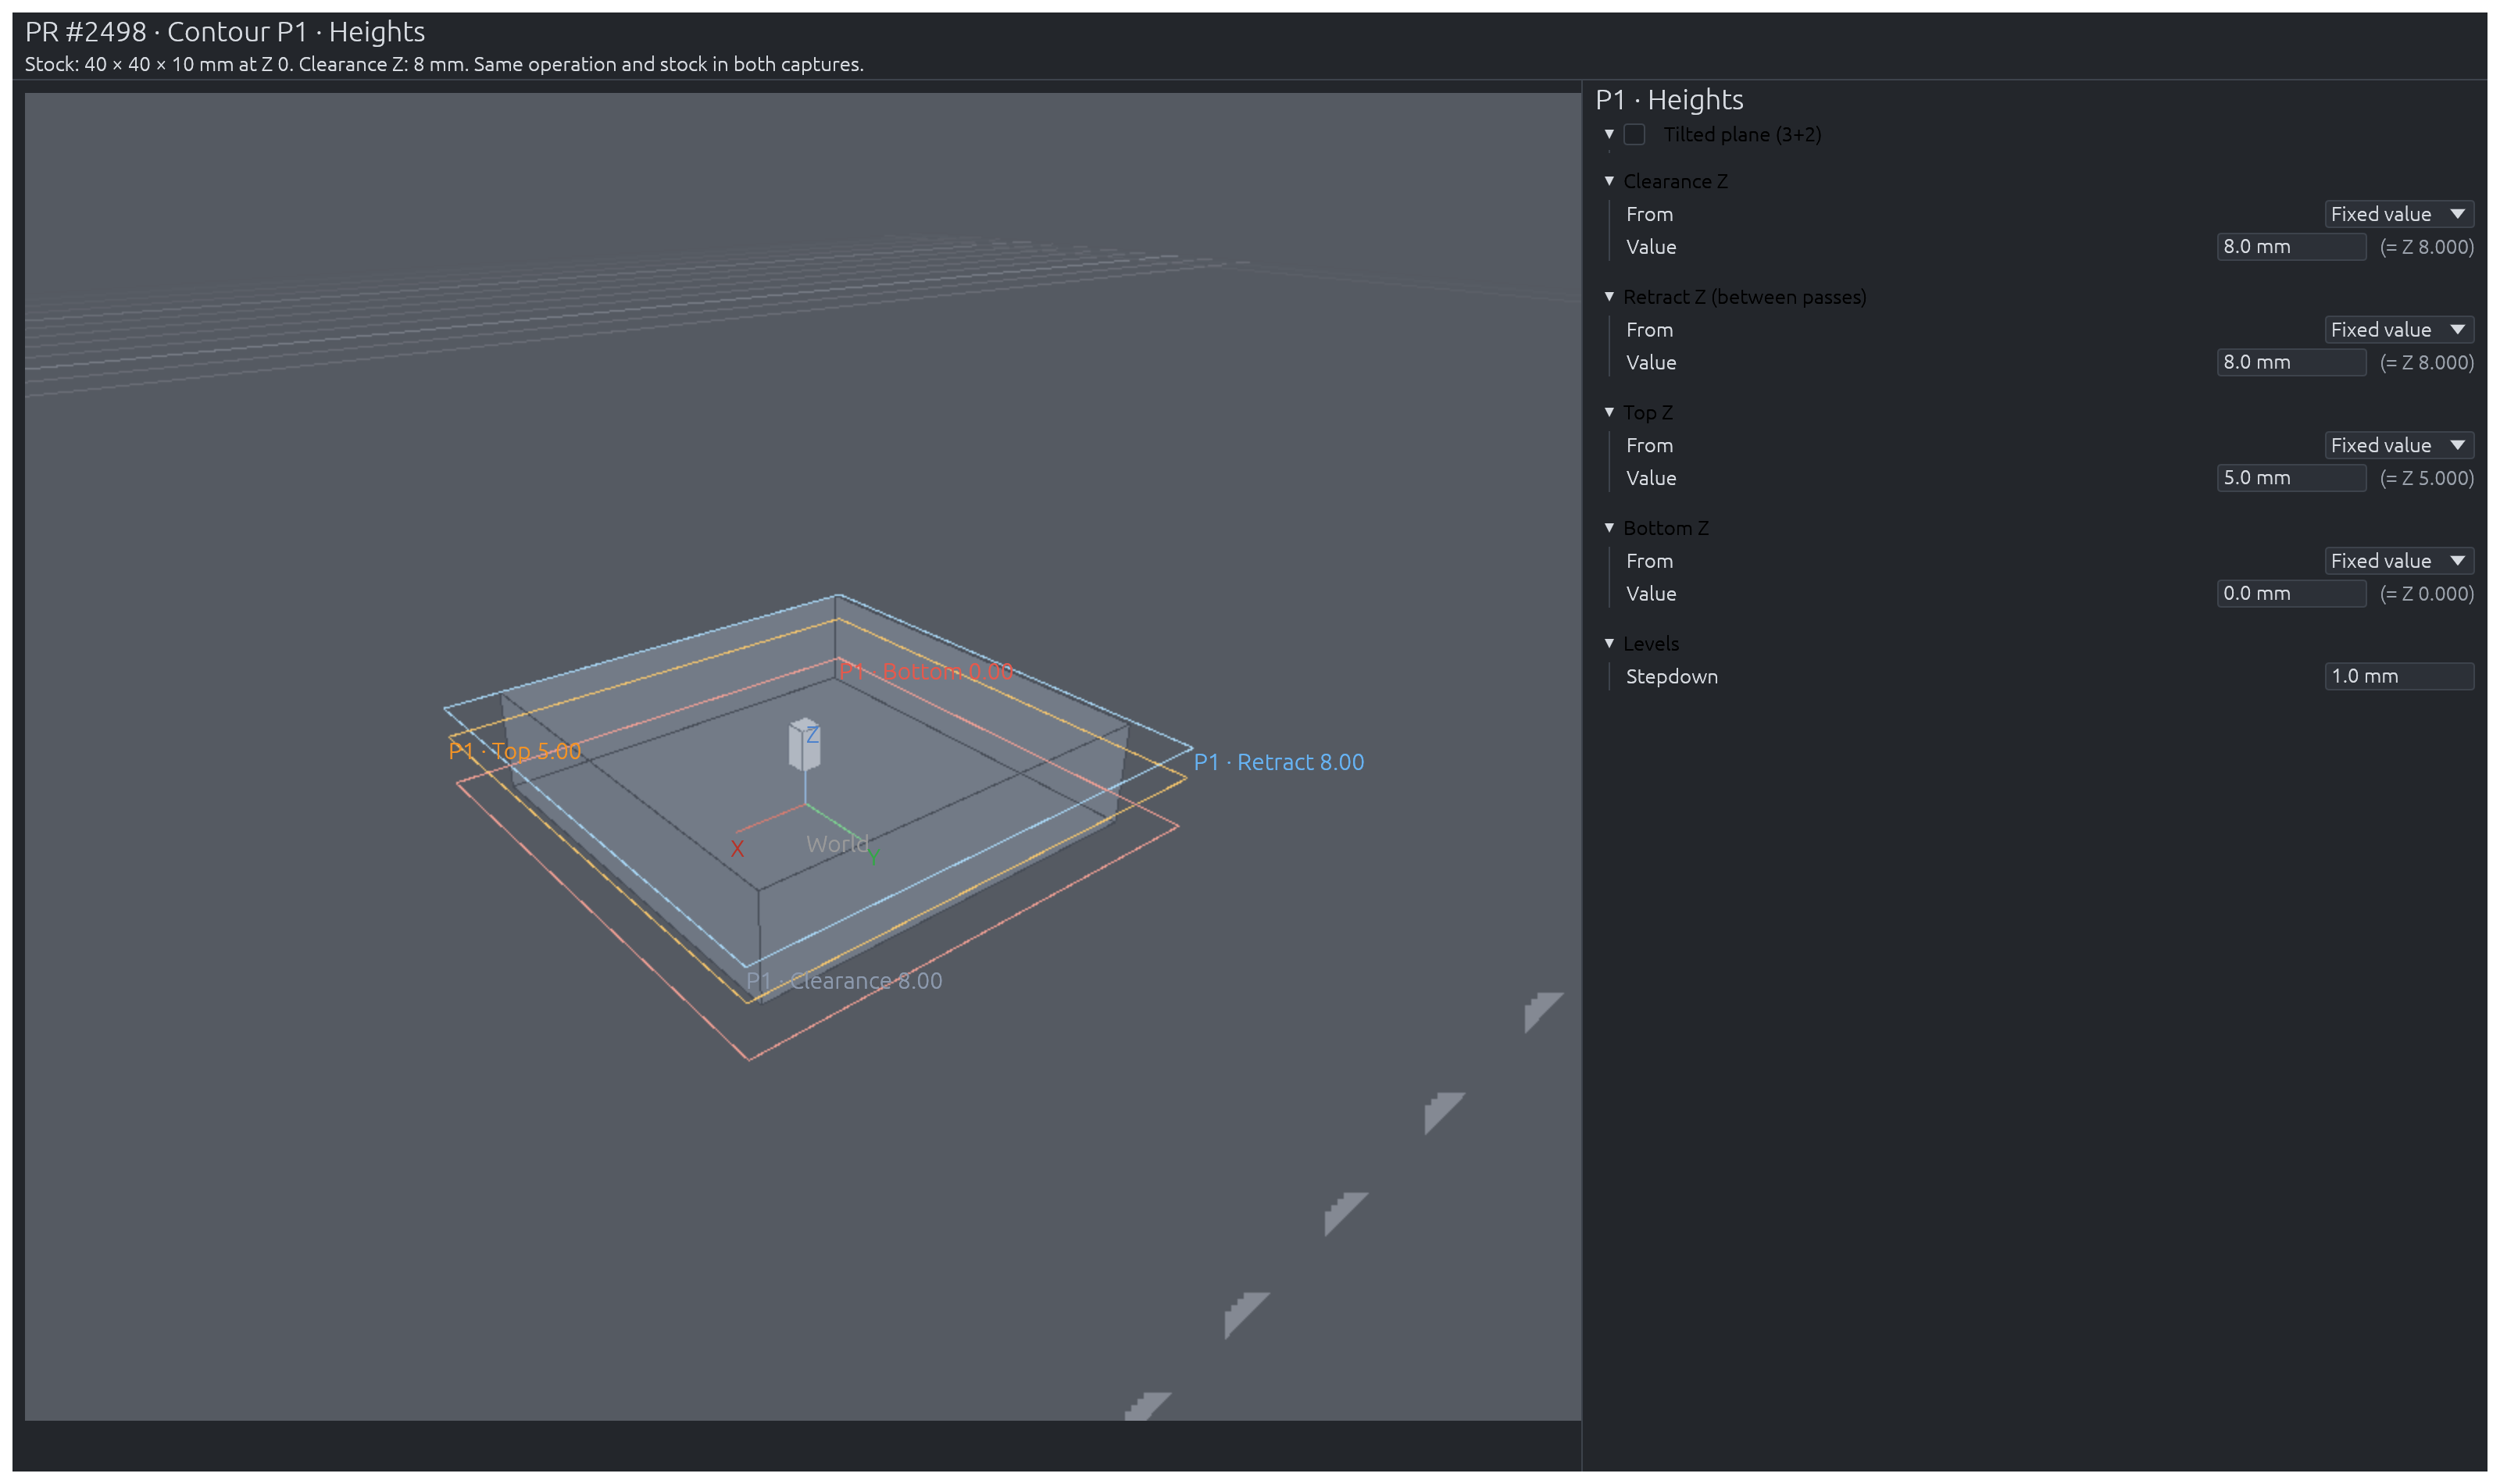 PR #2498 · Contour P1 · Heights
Stock: 40 × 40 × 10 mm at Z 0. Clearance Z: 8 mm. Same operation and stock in both captures.
P1 · Heights
Tilted plane (3+2)
Clearance Z
From Fixed value
Value 8.0 mm (= Z 8.000)
Retract Z (between passes)
From Fixed value
Value 8.0 mm (= Z 8.000)
Top Z
From Fixed value
Value 5.0 mm (= Z 5.000)
Bottom Z
From Fixed value
Value 0.0 mm (= Z 0.000)
Levels
Stepdown 1.0 mm
P1 · Bottom 0.00
Z
P1 · Top 5.00
P1 · Retract 8.00
X
World
Y
P1 · Clearance 8.00